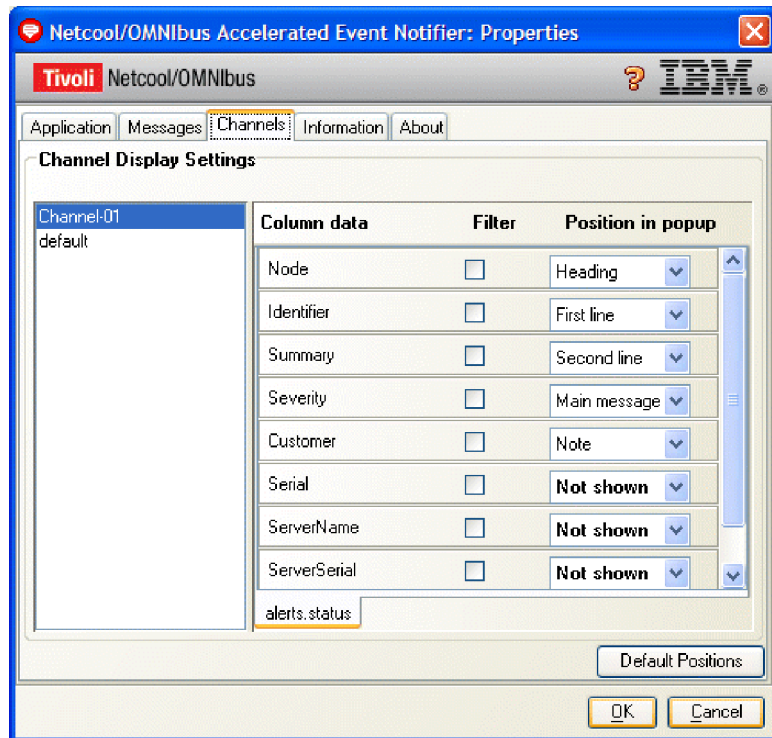 Netcool/OMNIbus Accelerated Event Notifier: Properties
Tivoli Netcool/OMNIbus ? IBM®
Application Messages Channels Information About
Channel Display Settings
Channel-01
default
Column data Filter Position in popup
Node Heading
Identifier First line
Summary Second line
Severity Main message
Customer Note
Serial Not shown
ServerName Not shown
ServerSerial Not shown
alerts.status
Default Positions
OK Cancel